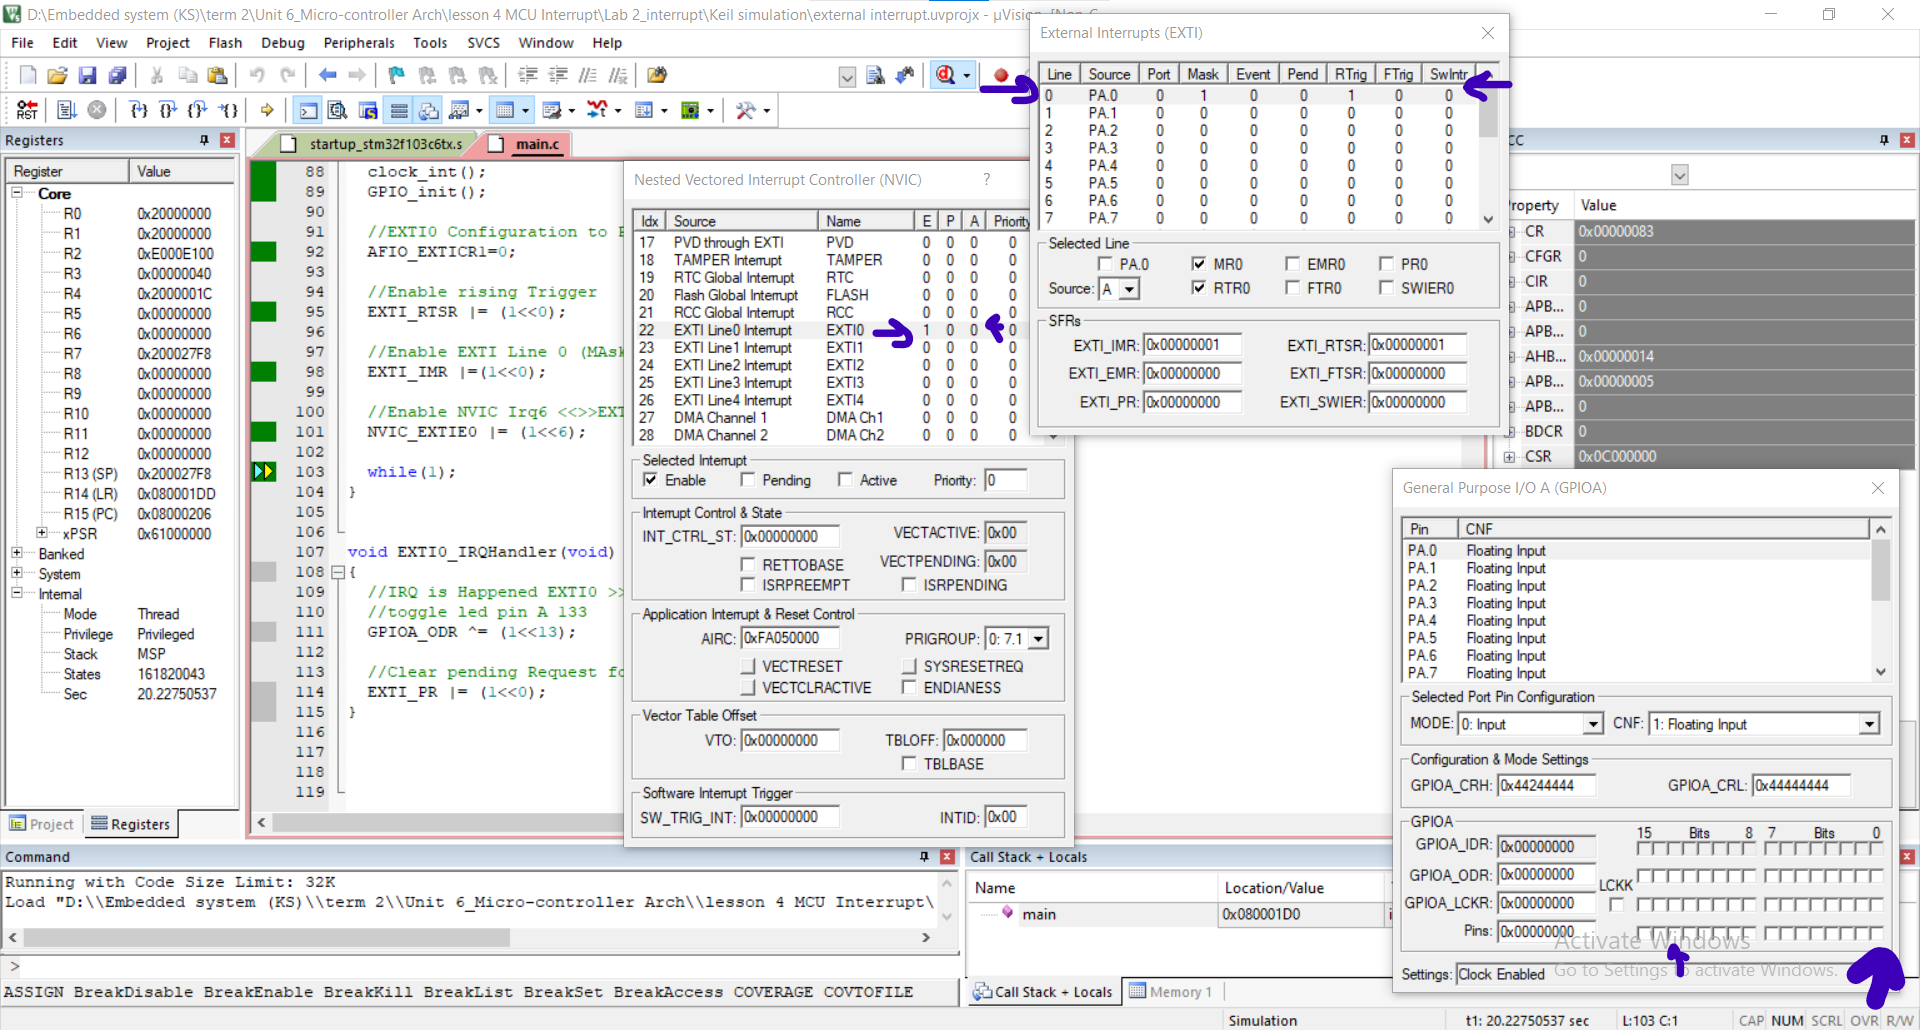 D:\Embedded system (KS)\term 2\Unit 6_Micro-controller Arch\lesson 4 MCU Interrupt\Lab 2_interrupt\Keil simulation\external interrupt.uvprojx - µVision
File Edit View Project Flash Debug Peripherals Tools SVCS Window Help
RST
Registers
Register Value
Core
R0 0x20000000
R1 0x20000000
R2 0xE000E100
R3 0x00000040
R4 0x2000001C
R5 0x00000000
R6 0x00000000
R7 0x200027F8
R8 0x00000000
R9 0x00000000
R10 0x00000000
R11 0x00000000
R12 0x00000000
R13 (SP) 0x200027F8
R14 (LR) 0x080001DD
R15 (PC) 0x08000206
xPSR 0x61000000
Banked
System
Internal
Mode Thread
Privilege Privileged
Stack MSP
States 161820043
Sec 20.22750537
Project Registers
startup_stm32f103c6tx.s main.c
88 clock_int();
89 GPIO_init();
90
91 //EXTI0 Configuration to
92 AFIO_EXTICR1=0;
93
94 //Enable rising Trigger
95 EXTI_RTSR |= (1<<0);
96
97 //Enable EXTI Line 0 (MAsk
98 EXTI_IMR |=(1<<0);
99
100 //Enable NVIC Irq6 <<>>EXT
101 NVIC_EXTIE0 |= (1<<6);
102
103 while(1);
104 }
105
106
107 void EXTI0_IRQHandler(void)
108 {
109 //IRQ is Happened EXTI0 >>
110 //toggle led pin A 133
111 GPIOA_ODR ^= (1<<13);
112
113 //Clear pending Request fo
114 EXTI_PR |= (1<<0);
115 }
116
117
118
119
Nested Vectored Interrupt Controller (NVIC) ?
Idx Source Name E P A Priority
17 PVD through EXTI PVD 0 0 0 0
18 TAMPER Interrupt TAMPER 0 0 0 0
19 RTC Global Interrupt RTC 0 0 0 0
20 Flash Global Interrupt FLASH 0 0 0 0
21 RCC Global Interrupt RCC 0 0 0 0
22 EXTI Line0 Interrupt EXTI0 1 0 0 0
23 EXTI Line1 Interrupt EXTI1 0 0 0 0
24 EXTI Line2 Interrupt EXTI2 0 0 0 0
25 EXTI Line3 Interrupt EXTI3 0 0 0 0
26 EXTI Line4 Interrupt EXTI4 0 0 0 0
27 DMA Channel 1 DMA Ch1 0 0 0 0
28 DMA Channel 2 DMA Ch2 0 0 0 0
Selected Interrupt
Enable Pending Active Priority: 0
Interrupt Control & State
INT_CTRL_ST: 0x00000000 VECTACTIVE: 0x00
RETTOBASE VECTPENDING: 0x00
ISRPREEMPT ISRPENDING
Application Interrupt & Reset Control
AIRC: 0xFA050000 PRIGROUP: 0: 7.1
VECTRESET SYSRESETREQ
VECTCLRACTIVE ENDIANESS
Vector Table Offset
VTO: 0x00000000 TBLOFF: 0x000000
TBLBASE
Software Interrupt Trigger
SW_TRIG_INT: 0x00000000 INTID: 0x00
External Interrupts (EXTI)
Line Source Port Mask Event Pend RTrig FTrig SwIntr
0 PA.0 0 1 0 0 1 0 0
1 PA.1 0 0 0 0 0 0 0
2 PA.2 0 0 0 0 0 0 0
3 PA.3 0 0 0 0 0 0 0
4 PA.4 0 0 0 0 0 0 0
5 PA.5 0 0 0 0 0 0 0
6 PA.6 0 0 0 0 0 0 0
7 PA.7 0 0 0 0 0 0 0
Selected Line
PA.0 MR0 EMR0 PR0
Source: A RTR0 FTR0 SWIER0
SFRs
EXTI_IMR: 0x00000001 EXTI_RTSR: 0x00000001
EXTI_EMR: 0x00000000 EXTI_FTSR: 0x00000000
EXTI_PR: 0x00000000 EXTI_SWIER: 0x00000000
CC
roperty Value
CR 0x00000083
CFGR 0
CIR 0
APB... 0
APB... 0
AHB... 0x00000014
APB... 0x00000005
APB... 0
BDCR 0
CSR 0x0C000000
General Purpose I/O A (GPIOA)
Pin CNF
PA.0 Floating Input
PA.1 Floating Input
PA.2 Floating Input
PA.3 Floating Input
PA.4 Floating Input
PA.5 Floating Input
PA.6 Floating Input
PA.7 Floating Input
Selected Port Pin Configuration
MODE: 0: Input CNF: 1: Floating Input
Configuration & Mode Settings
GPIOA_CRH: 0x44244444 GPIOA_CRL: 0x44444444
GPIOA
15 Bits 8 7 Bits 0
GPIOA_IDR: 0x00000000
GPIOA_ODR: 0x00000000
LCKK
GPIOA_LCKR: 0x00000000
Pins: 0x00000000
Settings: Clock Enabled
Activate Windows
Go to Settings to activate Windows.
Command
Running with Code Size Limit: 32K
Load "D:\\Embedded system (KS)\\term 2\\Unit 6_Micro-controller Arch\\lesson 4 MCU Interrupt\
>
ASSIGN BreakDisable BreakEnable BreakKill BreakList BreakSet BreakAccess COVERAGE COVTOFILE
Call Stack + Locals
Name Location/Value
main 0x080001D0
Call Stack + Locals Memory 1
Simulation t1: 20.22750537 sec L:103 C:1 CAP NUM SCRL OVR R/W